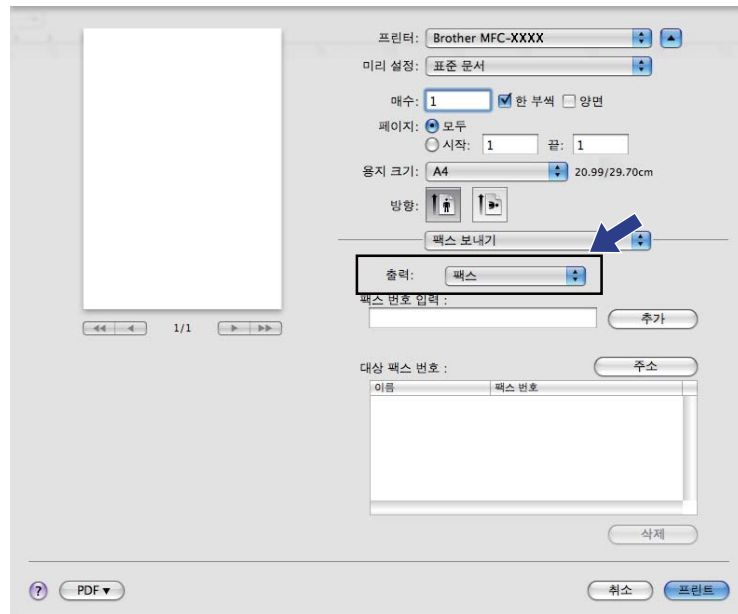 프린터: Brother MFC-XXXX
미리 설정: 표준 문서
매수: 1 한 부씩 양면
페이지: 모두
시작: 1 끝: 1
용지 크기: A4 20.99/29.70cm
방향:
팩스 보내기
출력: 팩스
팩스 번호 입력 :
추가
1/1
대상 팩스 번호 : 주소
이름 팩스 번호
삭제
? PDF▼ 취소 프린트